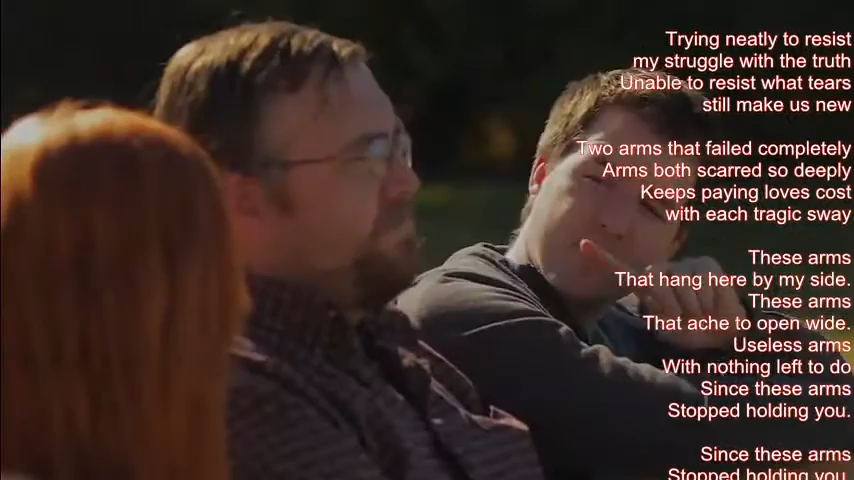 Trying neatly to resist
my struggle with the truth
Unable to resist what tears
still make us new
Two arms that failed completely
Arms both scarred so deeply
Keeps paying loves cost
with each tragic sway
These arms
That hang here by my side.
These arms
That ache to open wide.
Useless arms
With nothing left to do
Since these arms
Stopped holding you.
Since these arms
Stopped holding you.